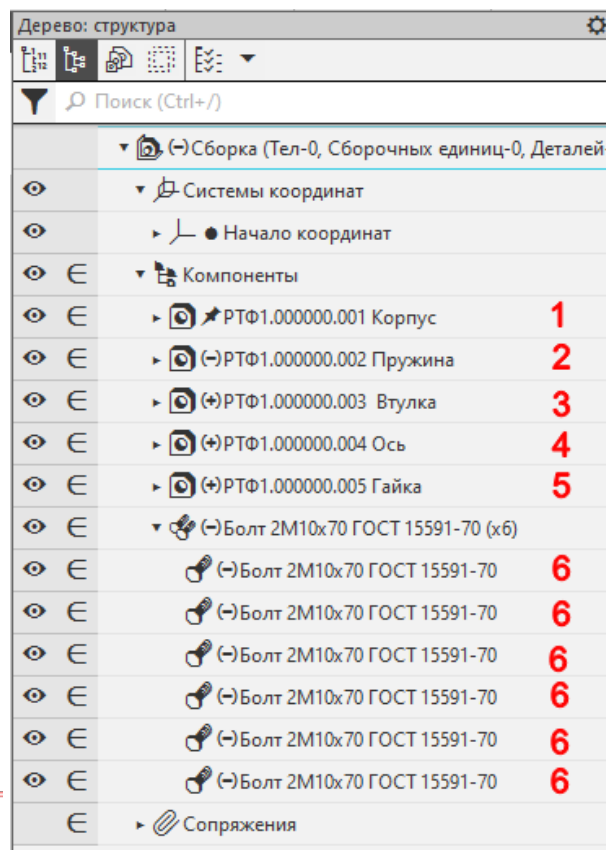 Дерево: структура
Поиск (Ctrl+/)
(-)Сборка (Тел-0, Сборочных единиц-0, Деталей-
Системы координат
Начало координат
Компоненты
РТФ1.000000.001 Корпус 1
(-)РТФ1.000000.002 Пружина 2
(+)РТФ1.000000.003 Втулка 3
(+)РТФ1.000000.004 Ось 4
(+)РТФ1.000000.005 Гайка 5
(-)Болт 2М10х70 ГОСТ 15591-70 (х6)
(-)Болт 2М10х70 ГОСТ 15591-70 6
(-)Болт 2М10х70 ГОСТ 15591-70 6
(-)Болт 2М10х70 ГОСТ 15591-70 6
(-)Болт 2М10х70 ГОСТ 15591-70 6
(-)Болт 2М10х70 ГОСТ 15591-70 6
(-)Болт 2М10х70 ГОСТ 15591-70 6
Сопряжения